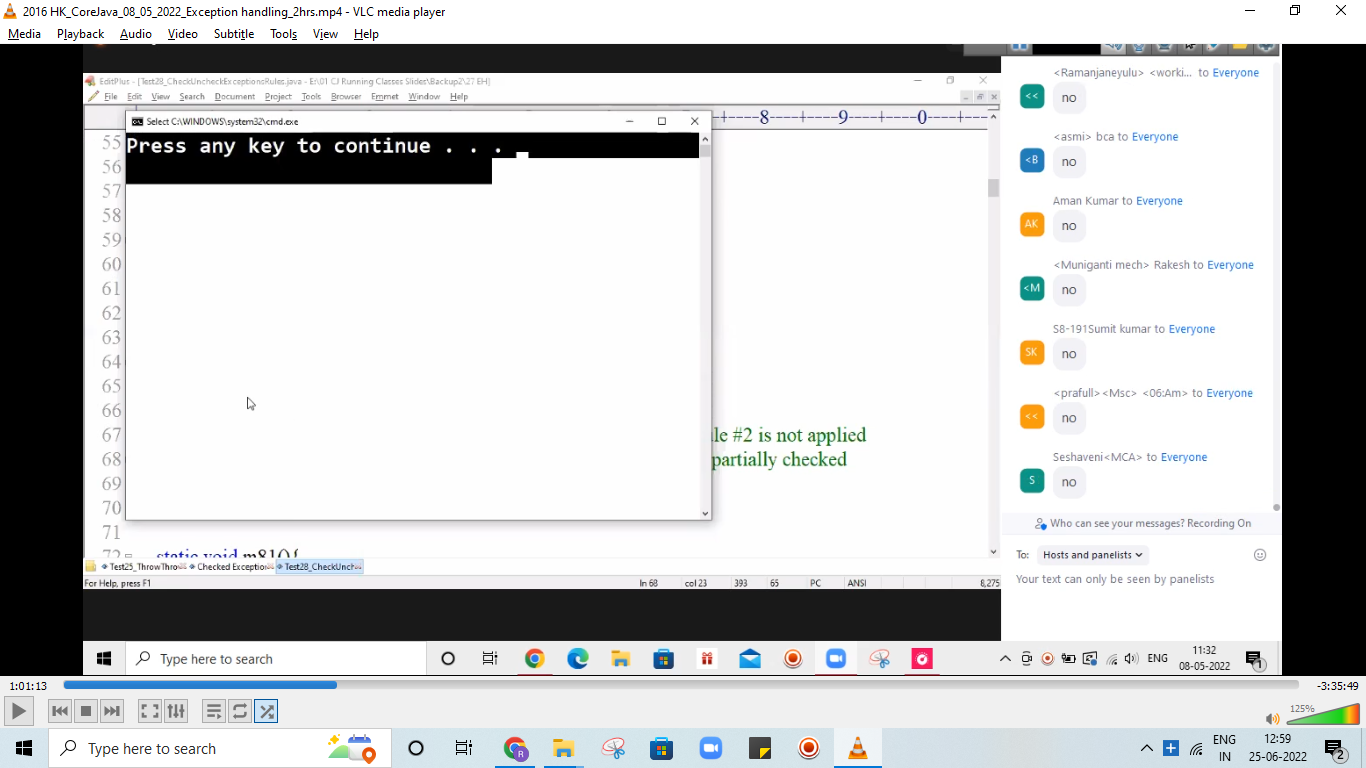 2016 HK_CoreJava_08_05_2022_Exception handling_2hrs.mp4 - VLC media player
Media Playback Audio Video Subtitle Tools View Help
EditPlus - [Test28_CheckUncheckExceptionsRules.java - E:\01 CJ Running Classes Slides\Backup2\27 EH]
File Edit View Search Document Project Tools Browser Emmet Window Help
Select C:\WINDOWS\system32\cmd.exe
-+----8----+----9----+----0----+---
Press any key to continue . . .
55
56
57
58
59
60
61
62
63
64
65
66
67 le #2 is not applied
68 partially checked
69
70
71
72 static void m81(){
Test25_ThrowThro Checked Exception Test28_CheckUnch
For Help, press F1 ln 68 col 23 393 65 PC ANSI 8,275
<Ramanjaneyulu> <worki... to Everyone
<< no
<asmi> bca to Everyone
<B no
Aman Kumar to Everyone
AK no
<Muniganti mech> Rakesh to Everyone
<M no
S8-191Sumit kumar to Everyone
SK no
<prafull><Msc> <06:Am> to Everyone
<< no
Seshaveni<MCA> to Everyone
S no
Who can see your messages? Recording On
To: Hosts and panelists
Your text can only be seen by panelists
Type here to search
ENG
11:32
08-05-2022
1
1:01:13 -3:35:49
125%
Type here to search
R
ENG
IN
12:59
25-06-2022
2